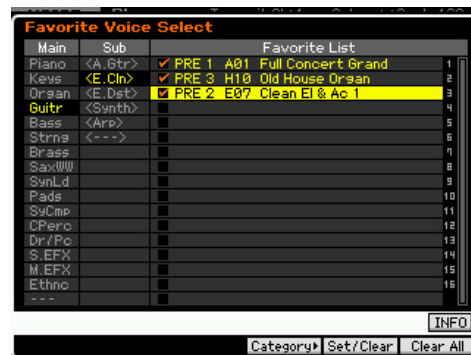 Favorite Voice Select
Main Sub Favorite List
Piano <A.Gtr> PRE 1 A01 Full Concert Grand 1
Keys <E.Cln> PRE 3 H10 Old House Organ 2
Organ <E.Dst> PRE 2 E07 Clean El & Ac 1 3
Guitr <Synth> 4
Bass <Arp> 5
Strng <---> 6
Brass 7
SaxWW 8
SynLd 9
Pads 10
SyCmp 11
CPerc 12
Dr/Pc 13
S.EFX 14
M.EFX 15
Ethnc 16
---
INFO
Category Set/Clear Clear All